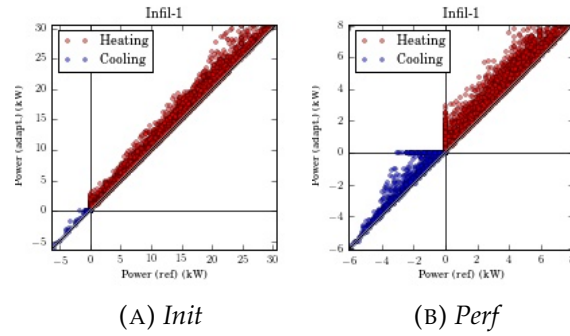 Infil-1
Heating
Cooling
Power (adapt.) (kW)
30
25
20
15
10
5
0
−5
−5 0 5 10 15 20 25 30
Power (ref) (kW)
(A) Init
Infil-1
Heating
Cooling
Power (adapt.) (kW)
8
6
4
2
0
−2
−4
−6
−6 −4 −2 0 2 4 6 8
Power (ref) (kW)
(B) Perf